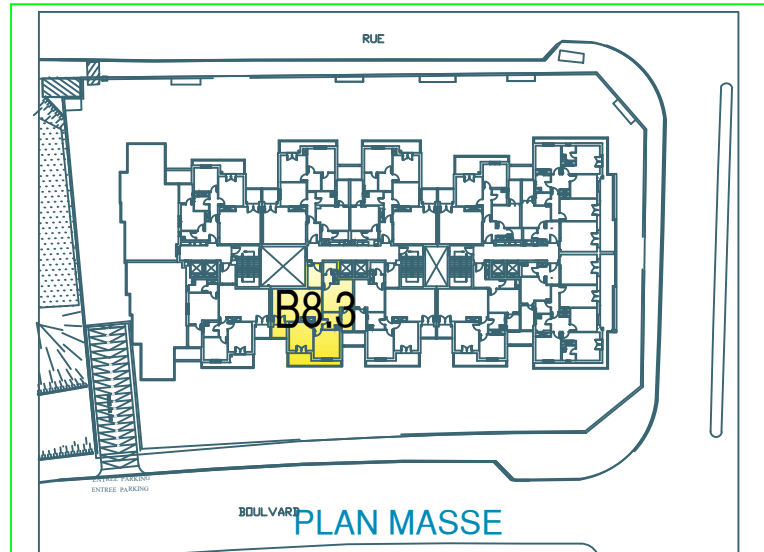 RUE
B8.3
ENTREE PARKING
ENTREE PARKING
BOULVARD
PLAN MASSE